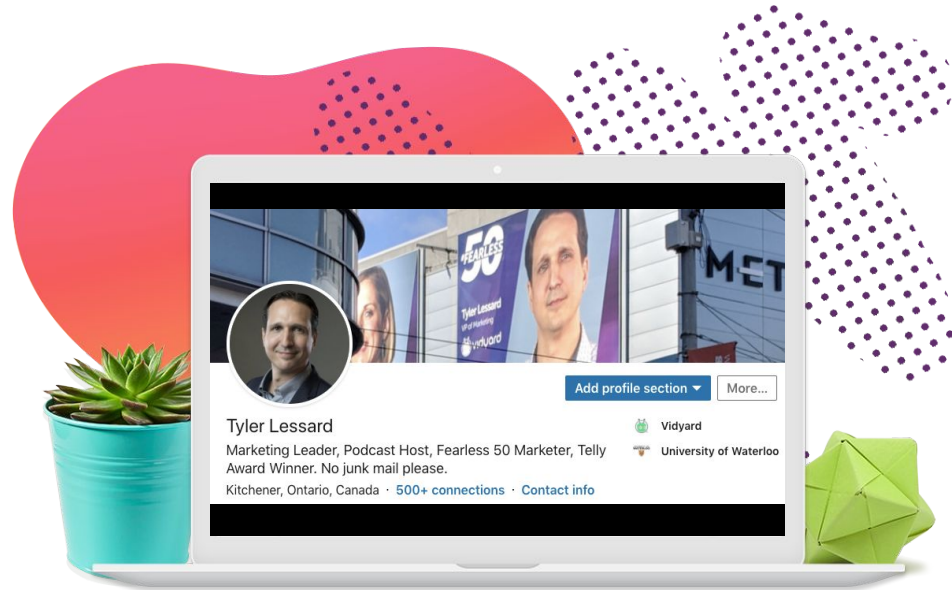 #FEARLESS
50
Tyler Lessard
VP of Marketing
vidyard
MET
Add profile section
More...
Tyler Lessard
Vidyard
Marketing Leader, Podcast Host, Fearless 50 Marketer, Telly
University of Waterloo
Award Winner. No junk mail please.
Kitchener, Ontario, Canada · 500+ connections · Contact info